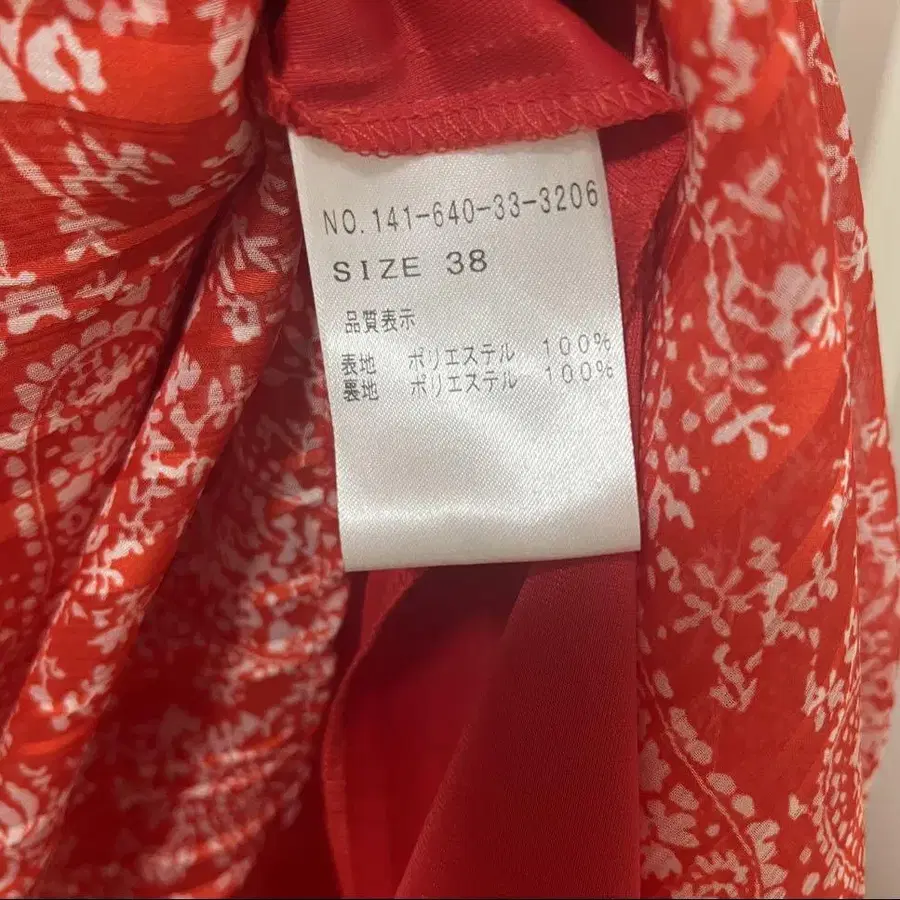 NO.141-640-33-3206
SIZE 38
品質表示
表地 ポリエステル 100%
裏地 ポリエステル 100%